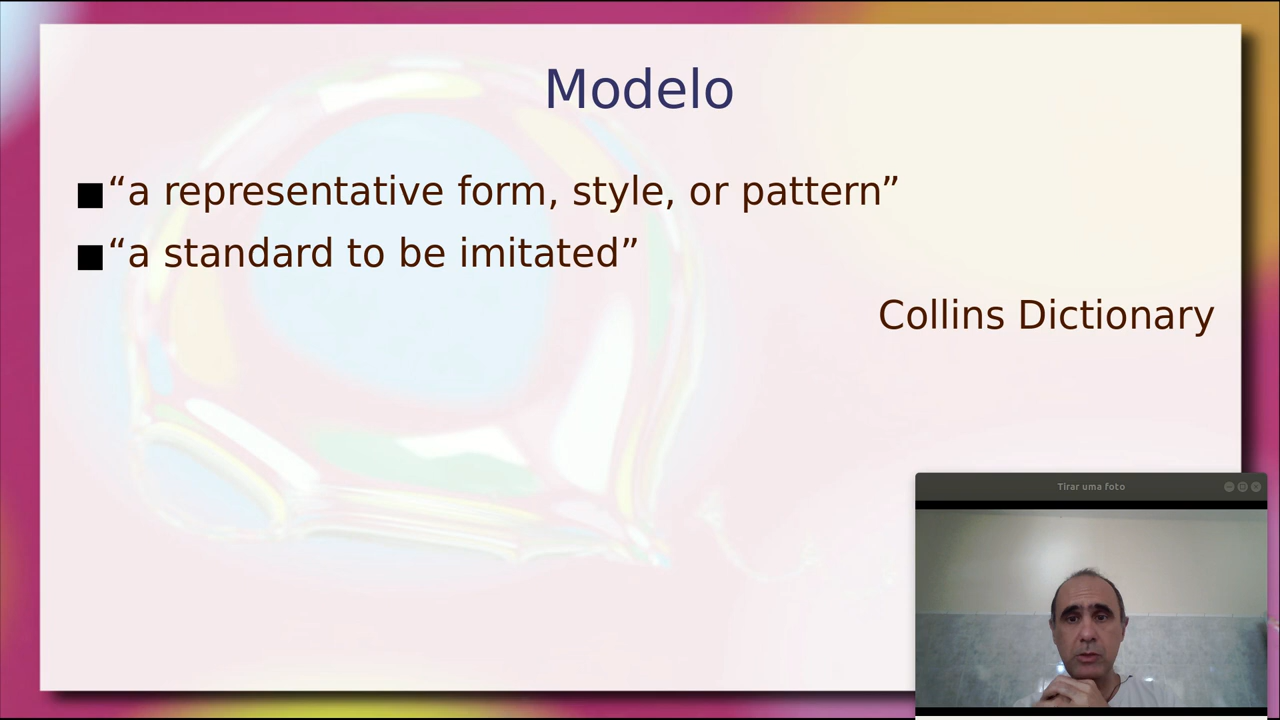 Modelo
■“a representative form, style, or pattern”
■“a standard to be imitated”
Collins Dictionary
Tirar uma foto